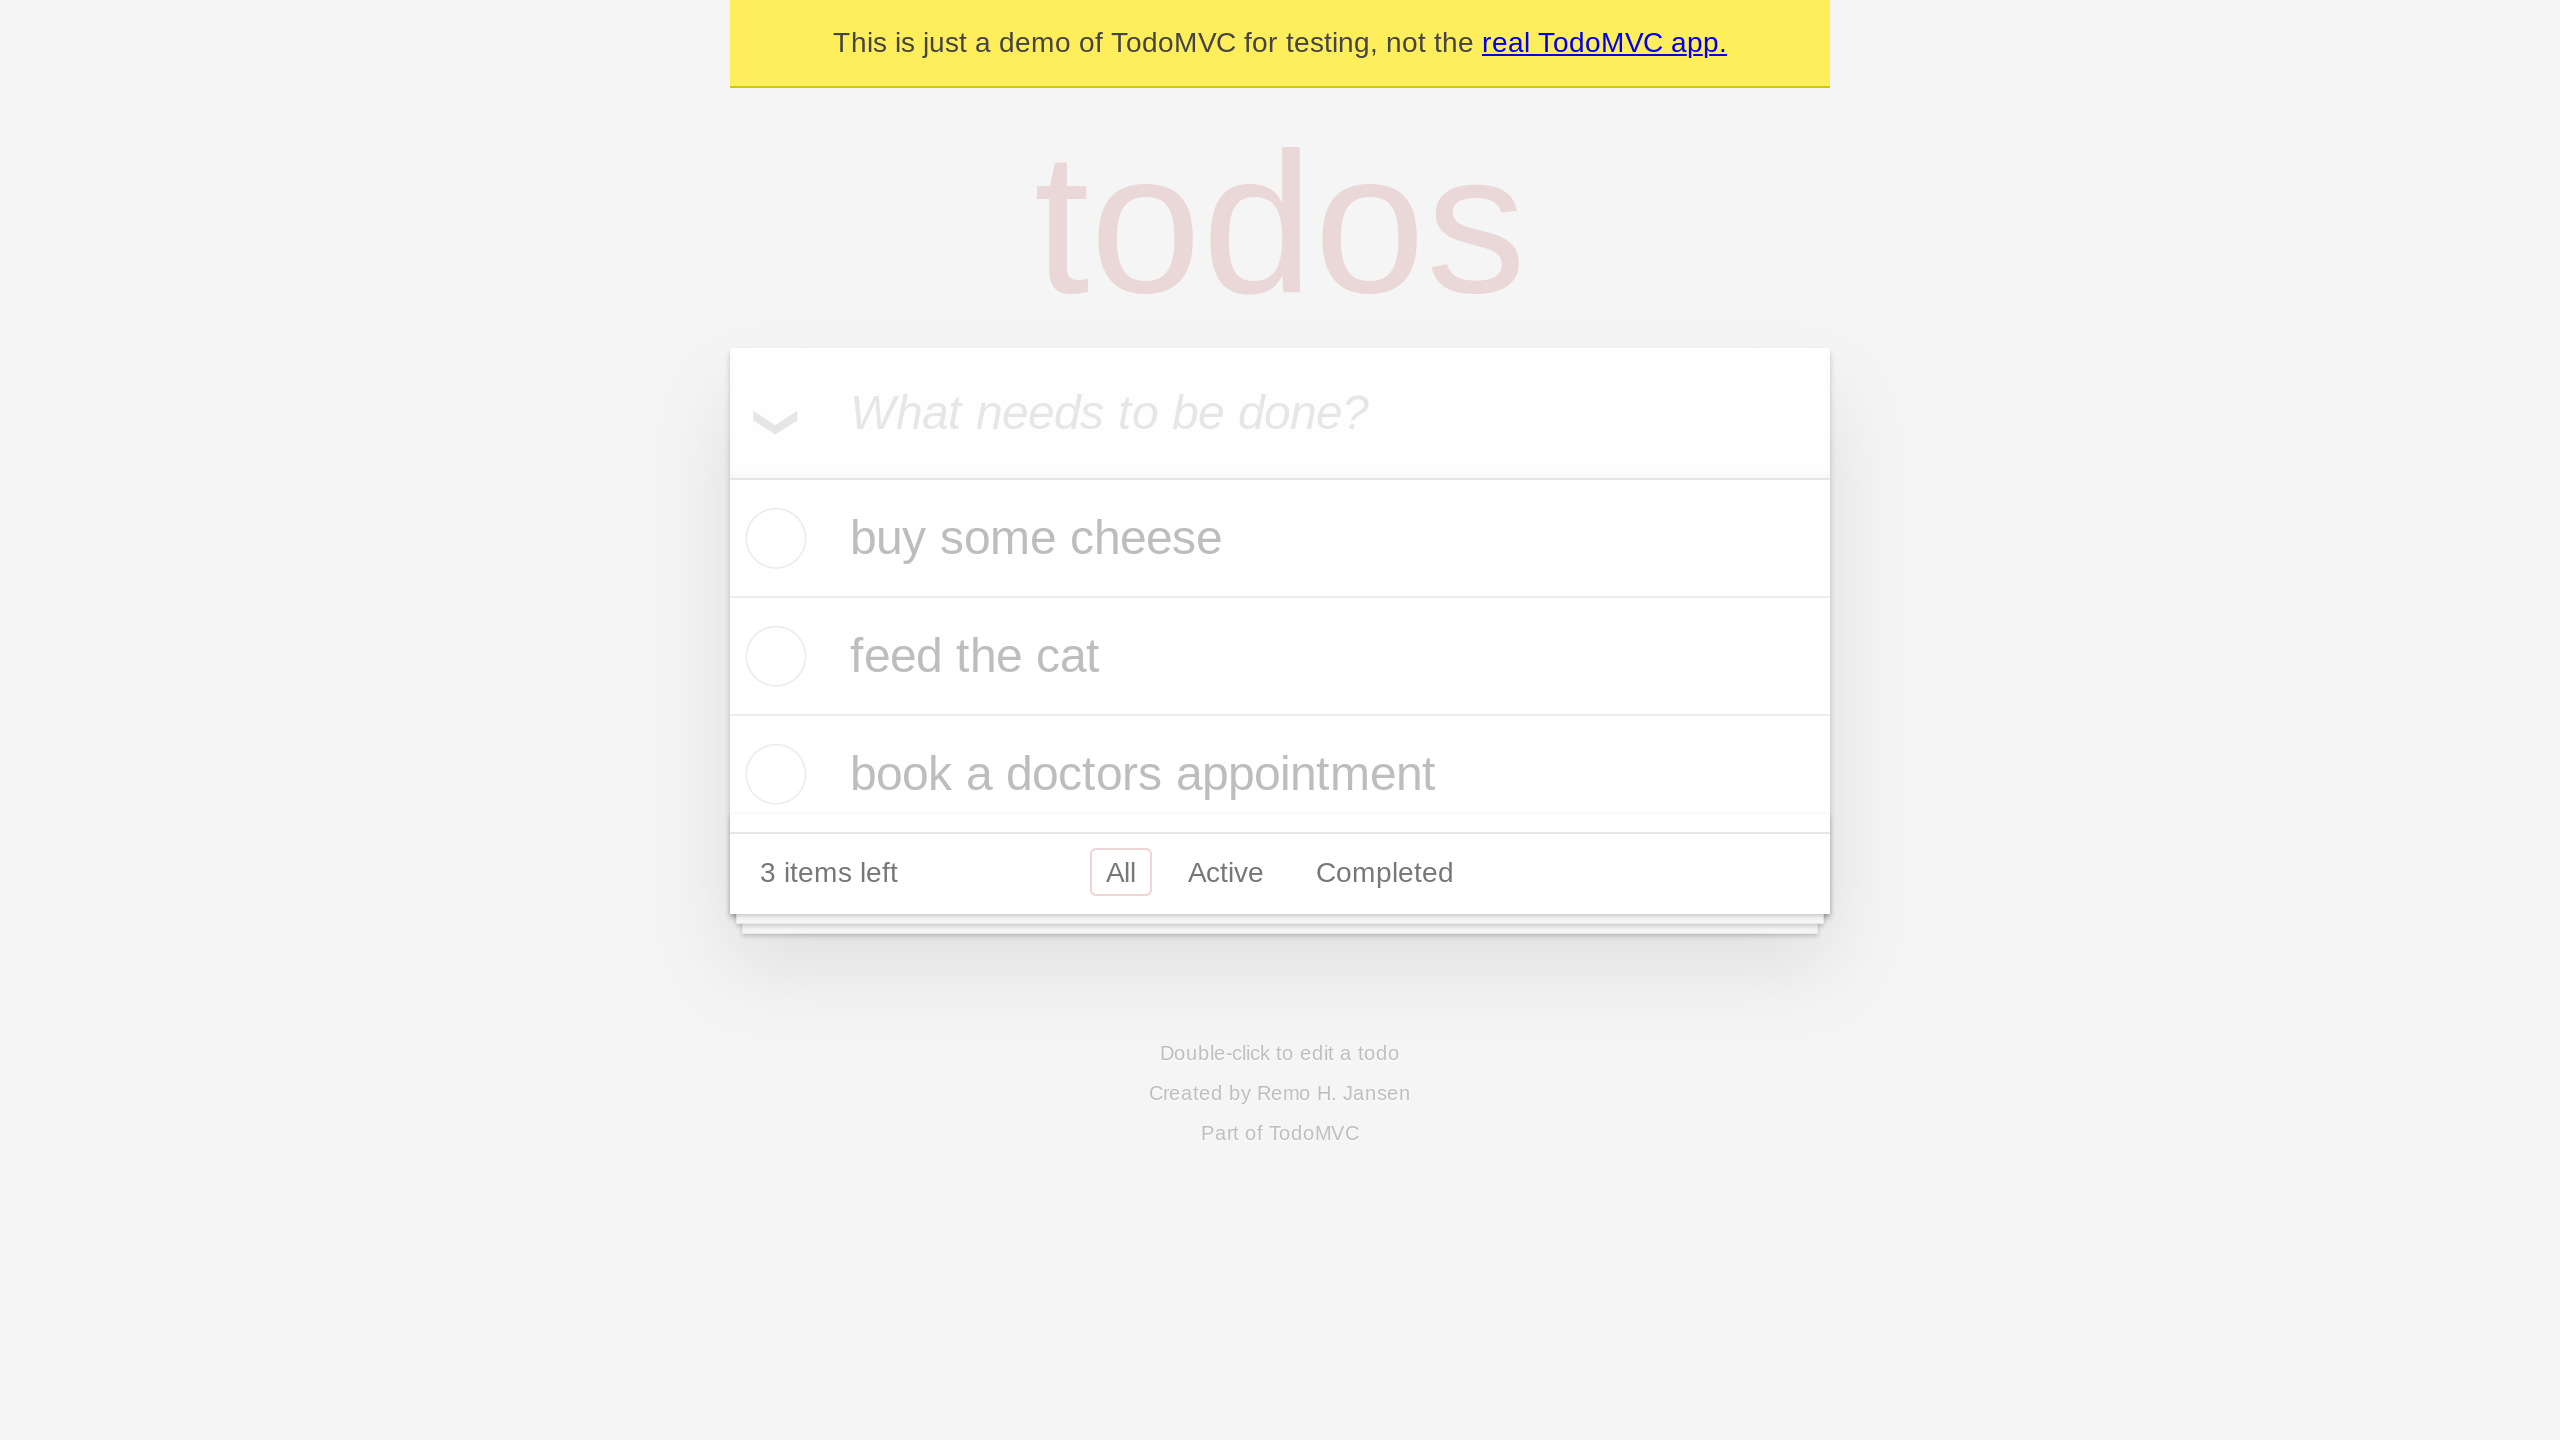 This is just a demo of TodoMVC for testing, not the real TodoMVC app.
todos
What needs to be done?
buy some cheese
feed the cat
book a doctors appointment
3 items left All Active Completed
Double-click to edit a todo
Created by Remo H. Jansen
Part of TodoMVC